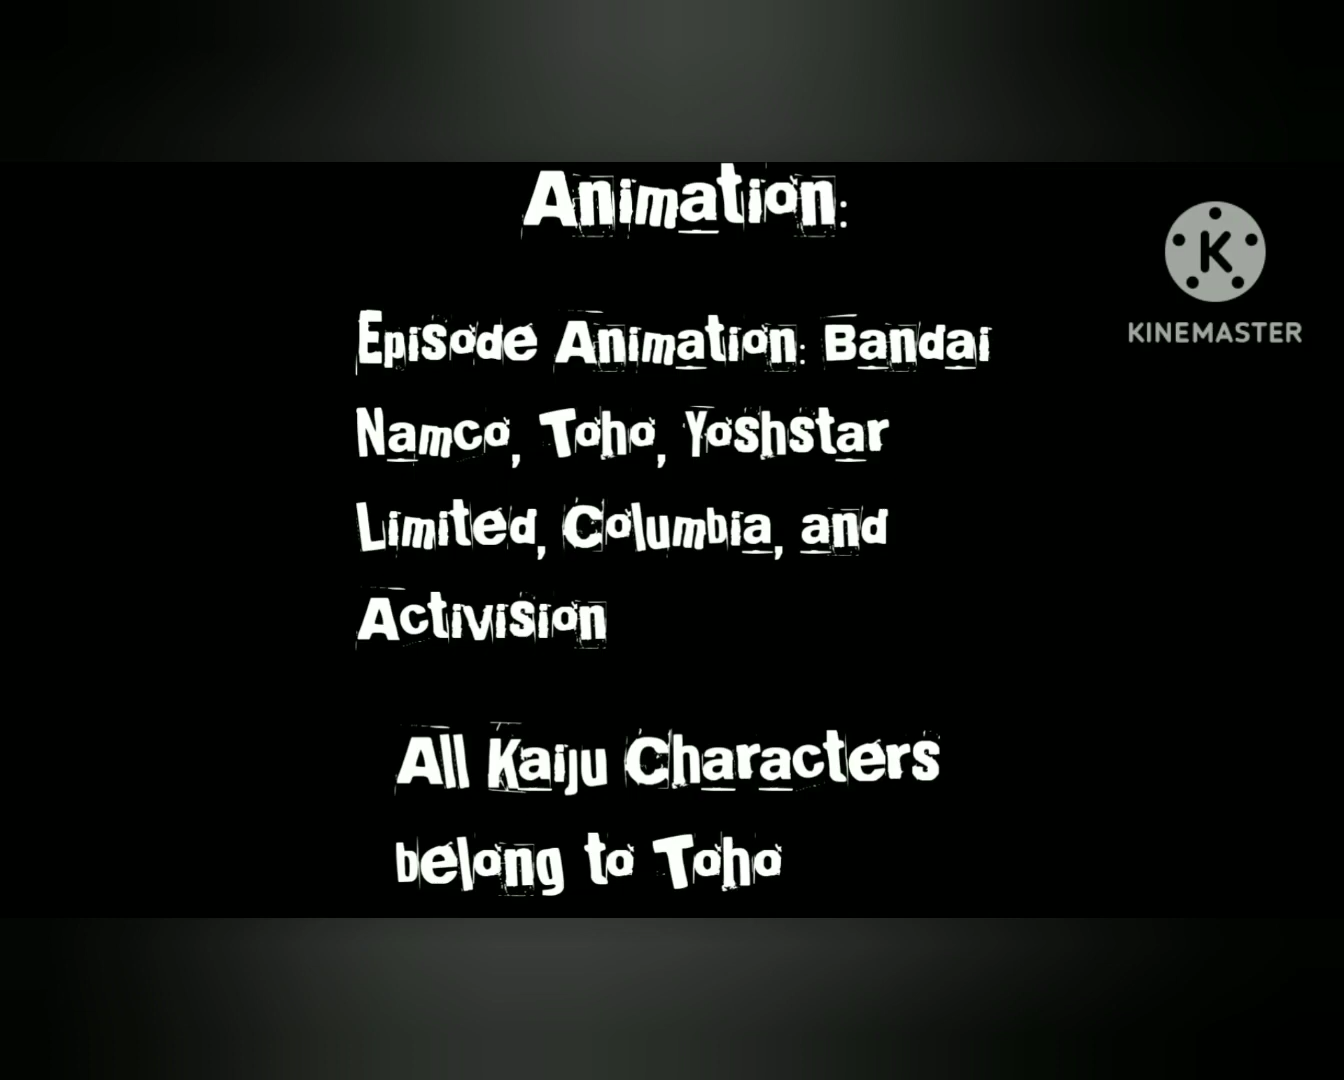 Animation:
K
KINEMASTER
Episode Animation: Bandai
Namco, Toho, Yoshstar
Limited, Columbia, and
Activision
All Kaiju Characters
belong to Toho